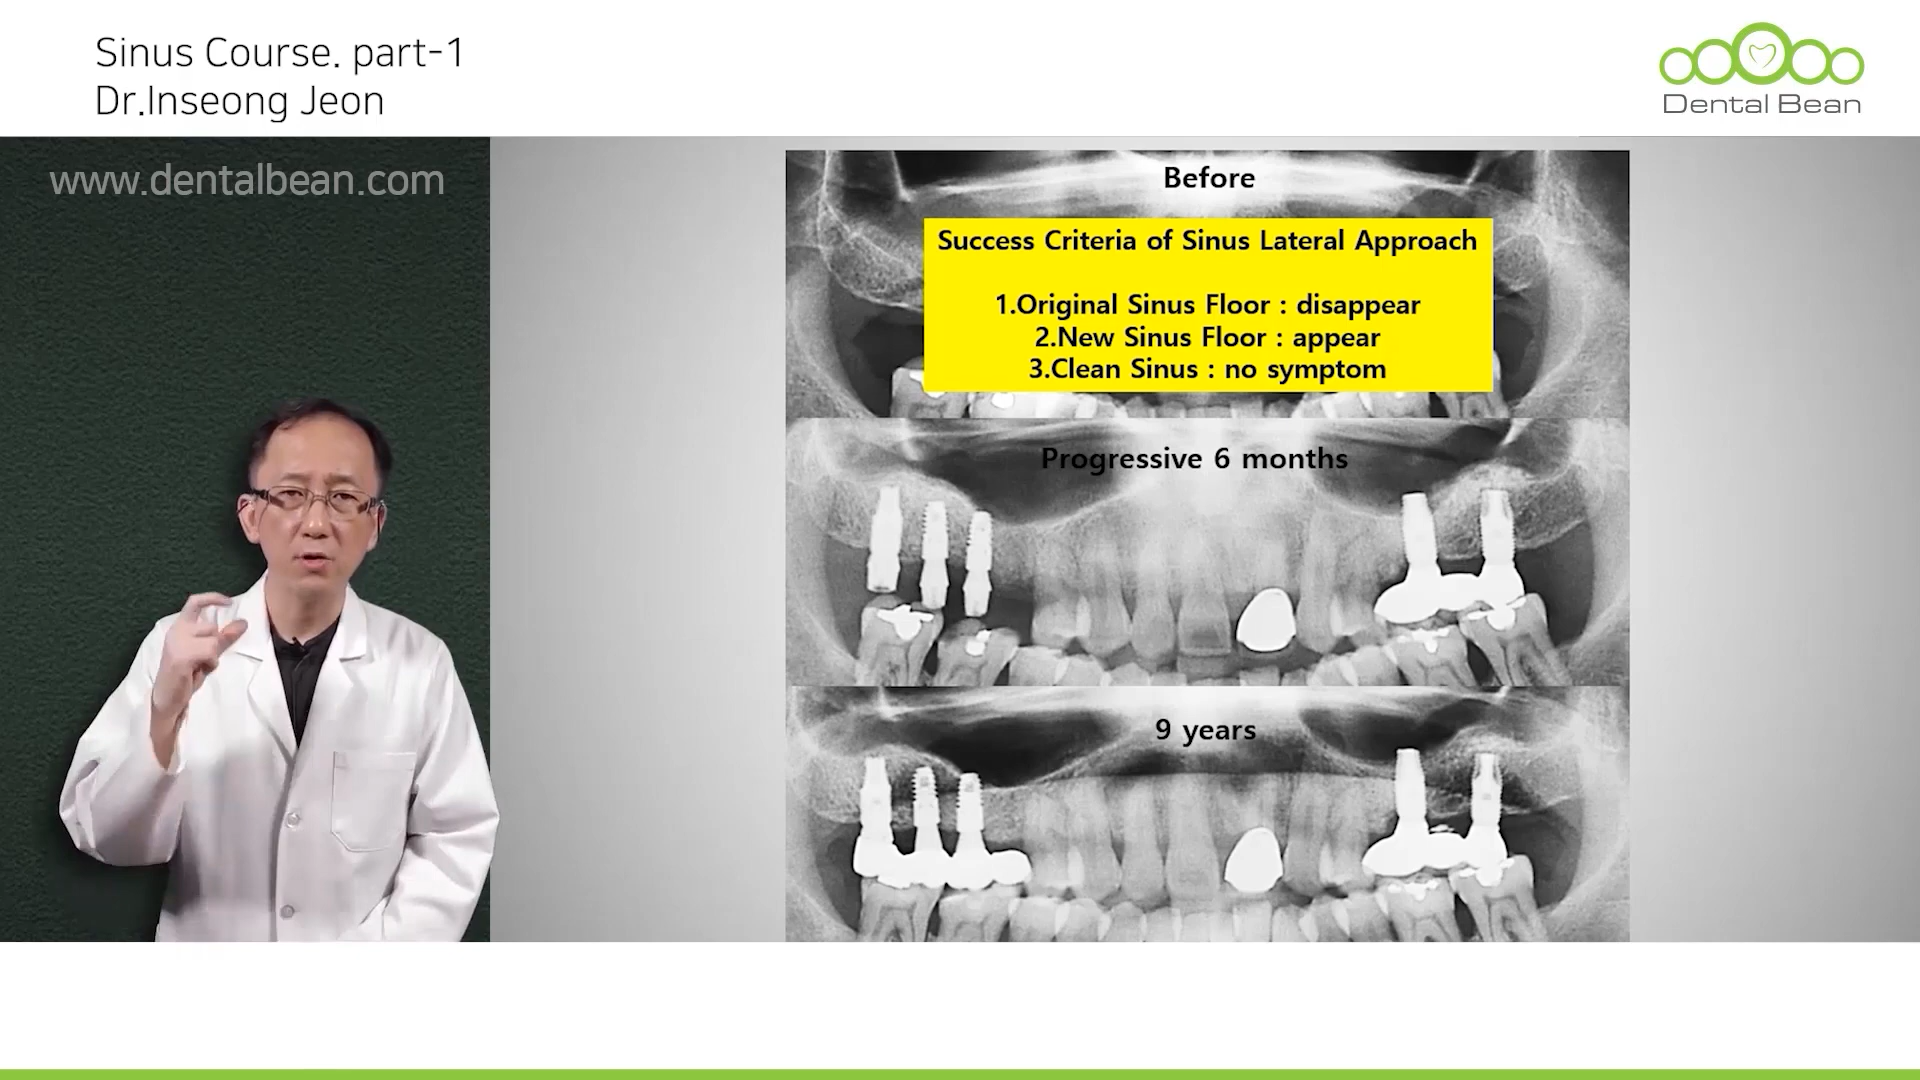 Sinus Course. part-1
Dr.Inseong Jeon
Dental Bean
www.dentalbean.com
Before
Success Criteria of Sinus Lateral Approach
1.Original Sinus Floor : disappear
2.New Sinus Floor : appear
3.Clean Sinus : no symptom
Progressive 6 months
9 years